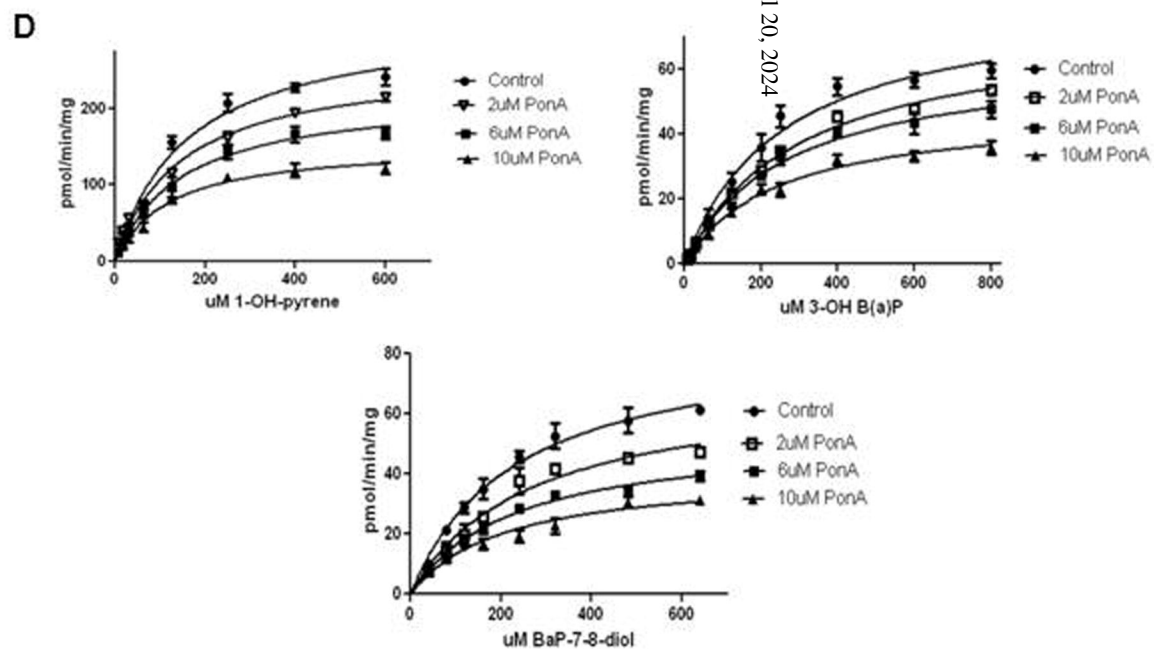 D
l 20, 2024
pmol/min/mg
200
100
0
0 200 400 600
uM 1-OH-pyrene
Control
2uM PonA
6uM PonA
10uM PonA
pmol/min/mg
60
40
20
0
0 200 400 600 800
uM 3-OH B(a)P
Control
2uM PonA
6uM PonA
10uM PonA
pmol/min/mg
80
60
40
20
0
0 200 400 600
uM BaP-7-8-diol
Control
2uM PonA
6uM PonA
10uM PonA